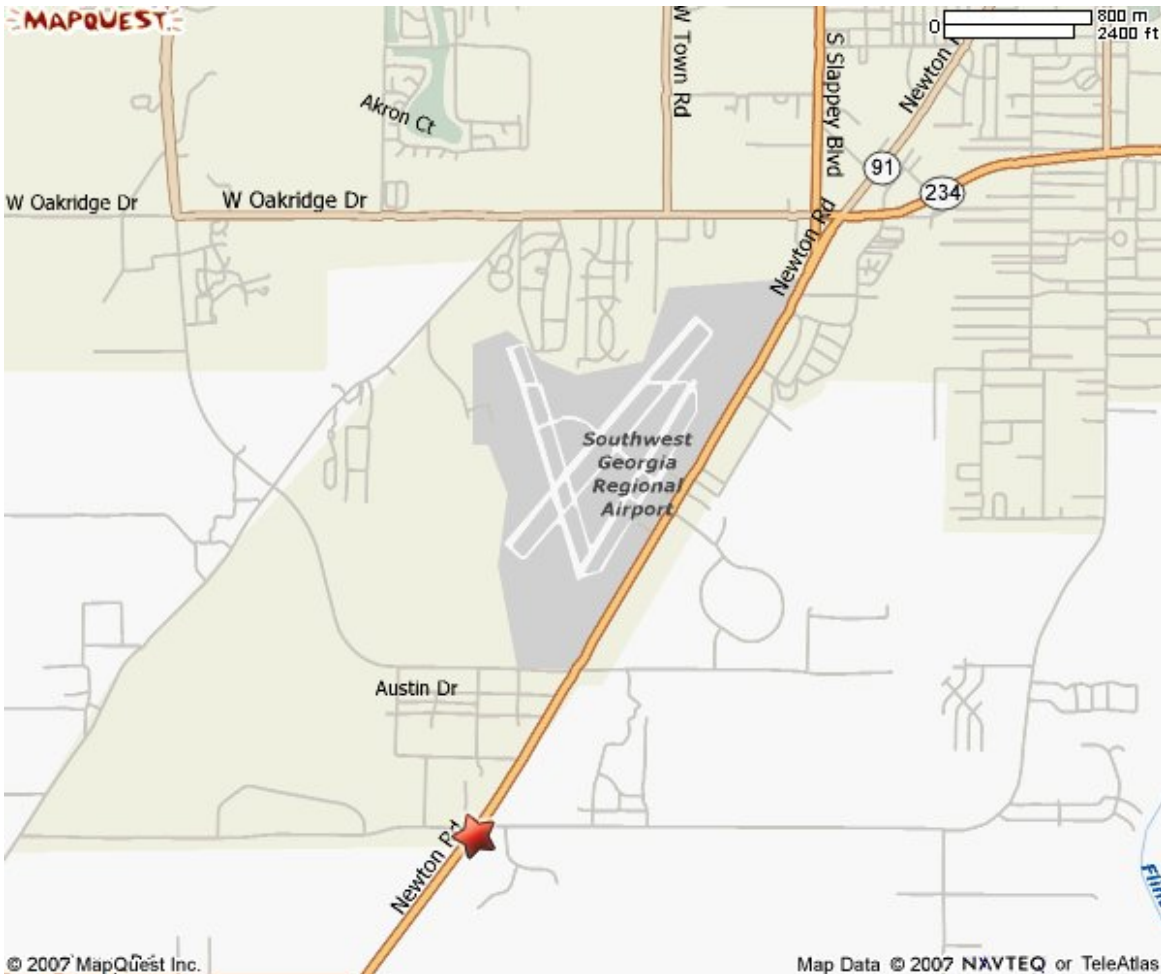 MAPQUEST
0
800 m
2400 ft
W Town Rd
S Slappey Blvd
Newton
Akron Ct
91
234
W Oakridge Dr
W Oakridge Dr
Newton Rd
Southwest
Georgia
Regional
Airport
Austin Dr
Newton Rd
© 2007 MapQuest Inc.
Map Data © 2007 NAVTEQ or TeleAtlas